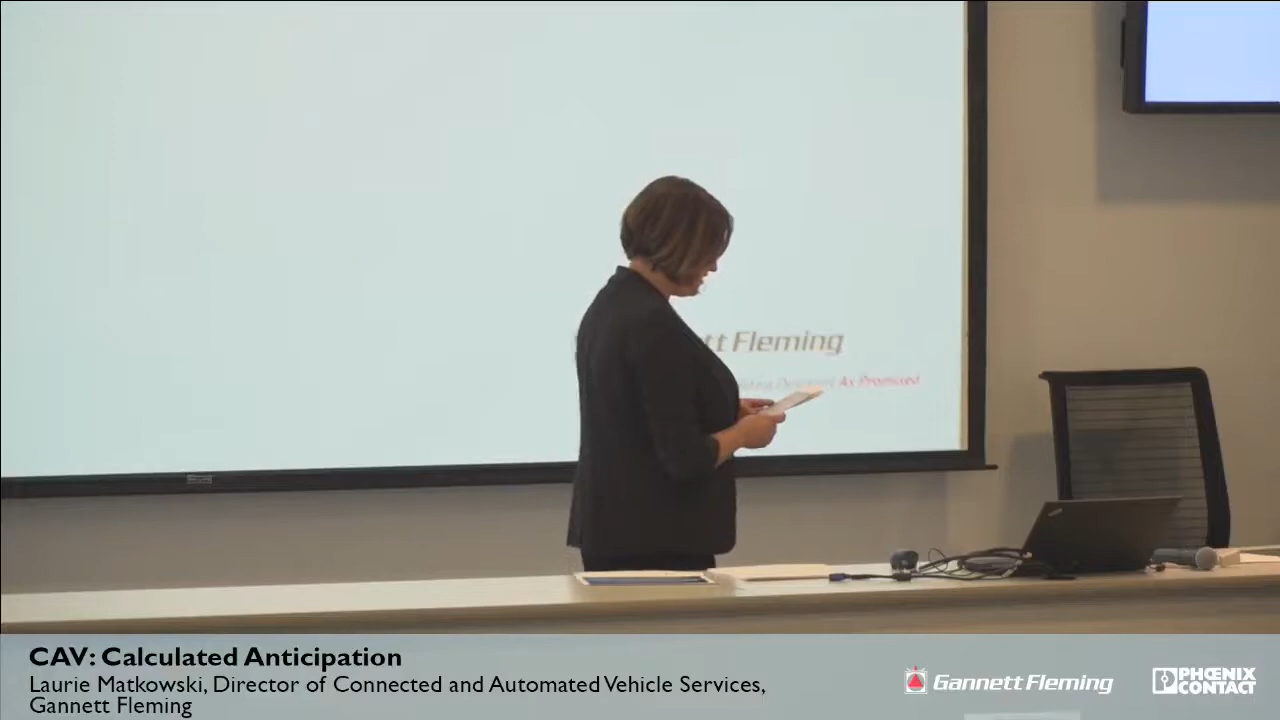 tt Fleming
As Promised
CAV: Calculated Anticipation
Laurie Matkowski, Director of Connected and Automated Vehicle Services,
Gannett Fleming
Gannett Fleming
PHŒNIX
CONTACT